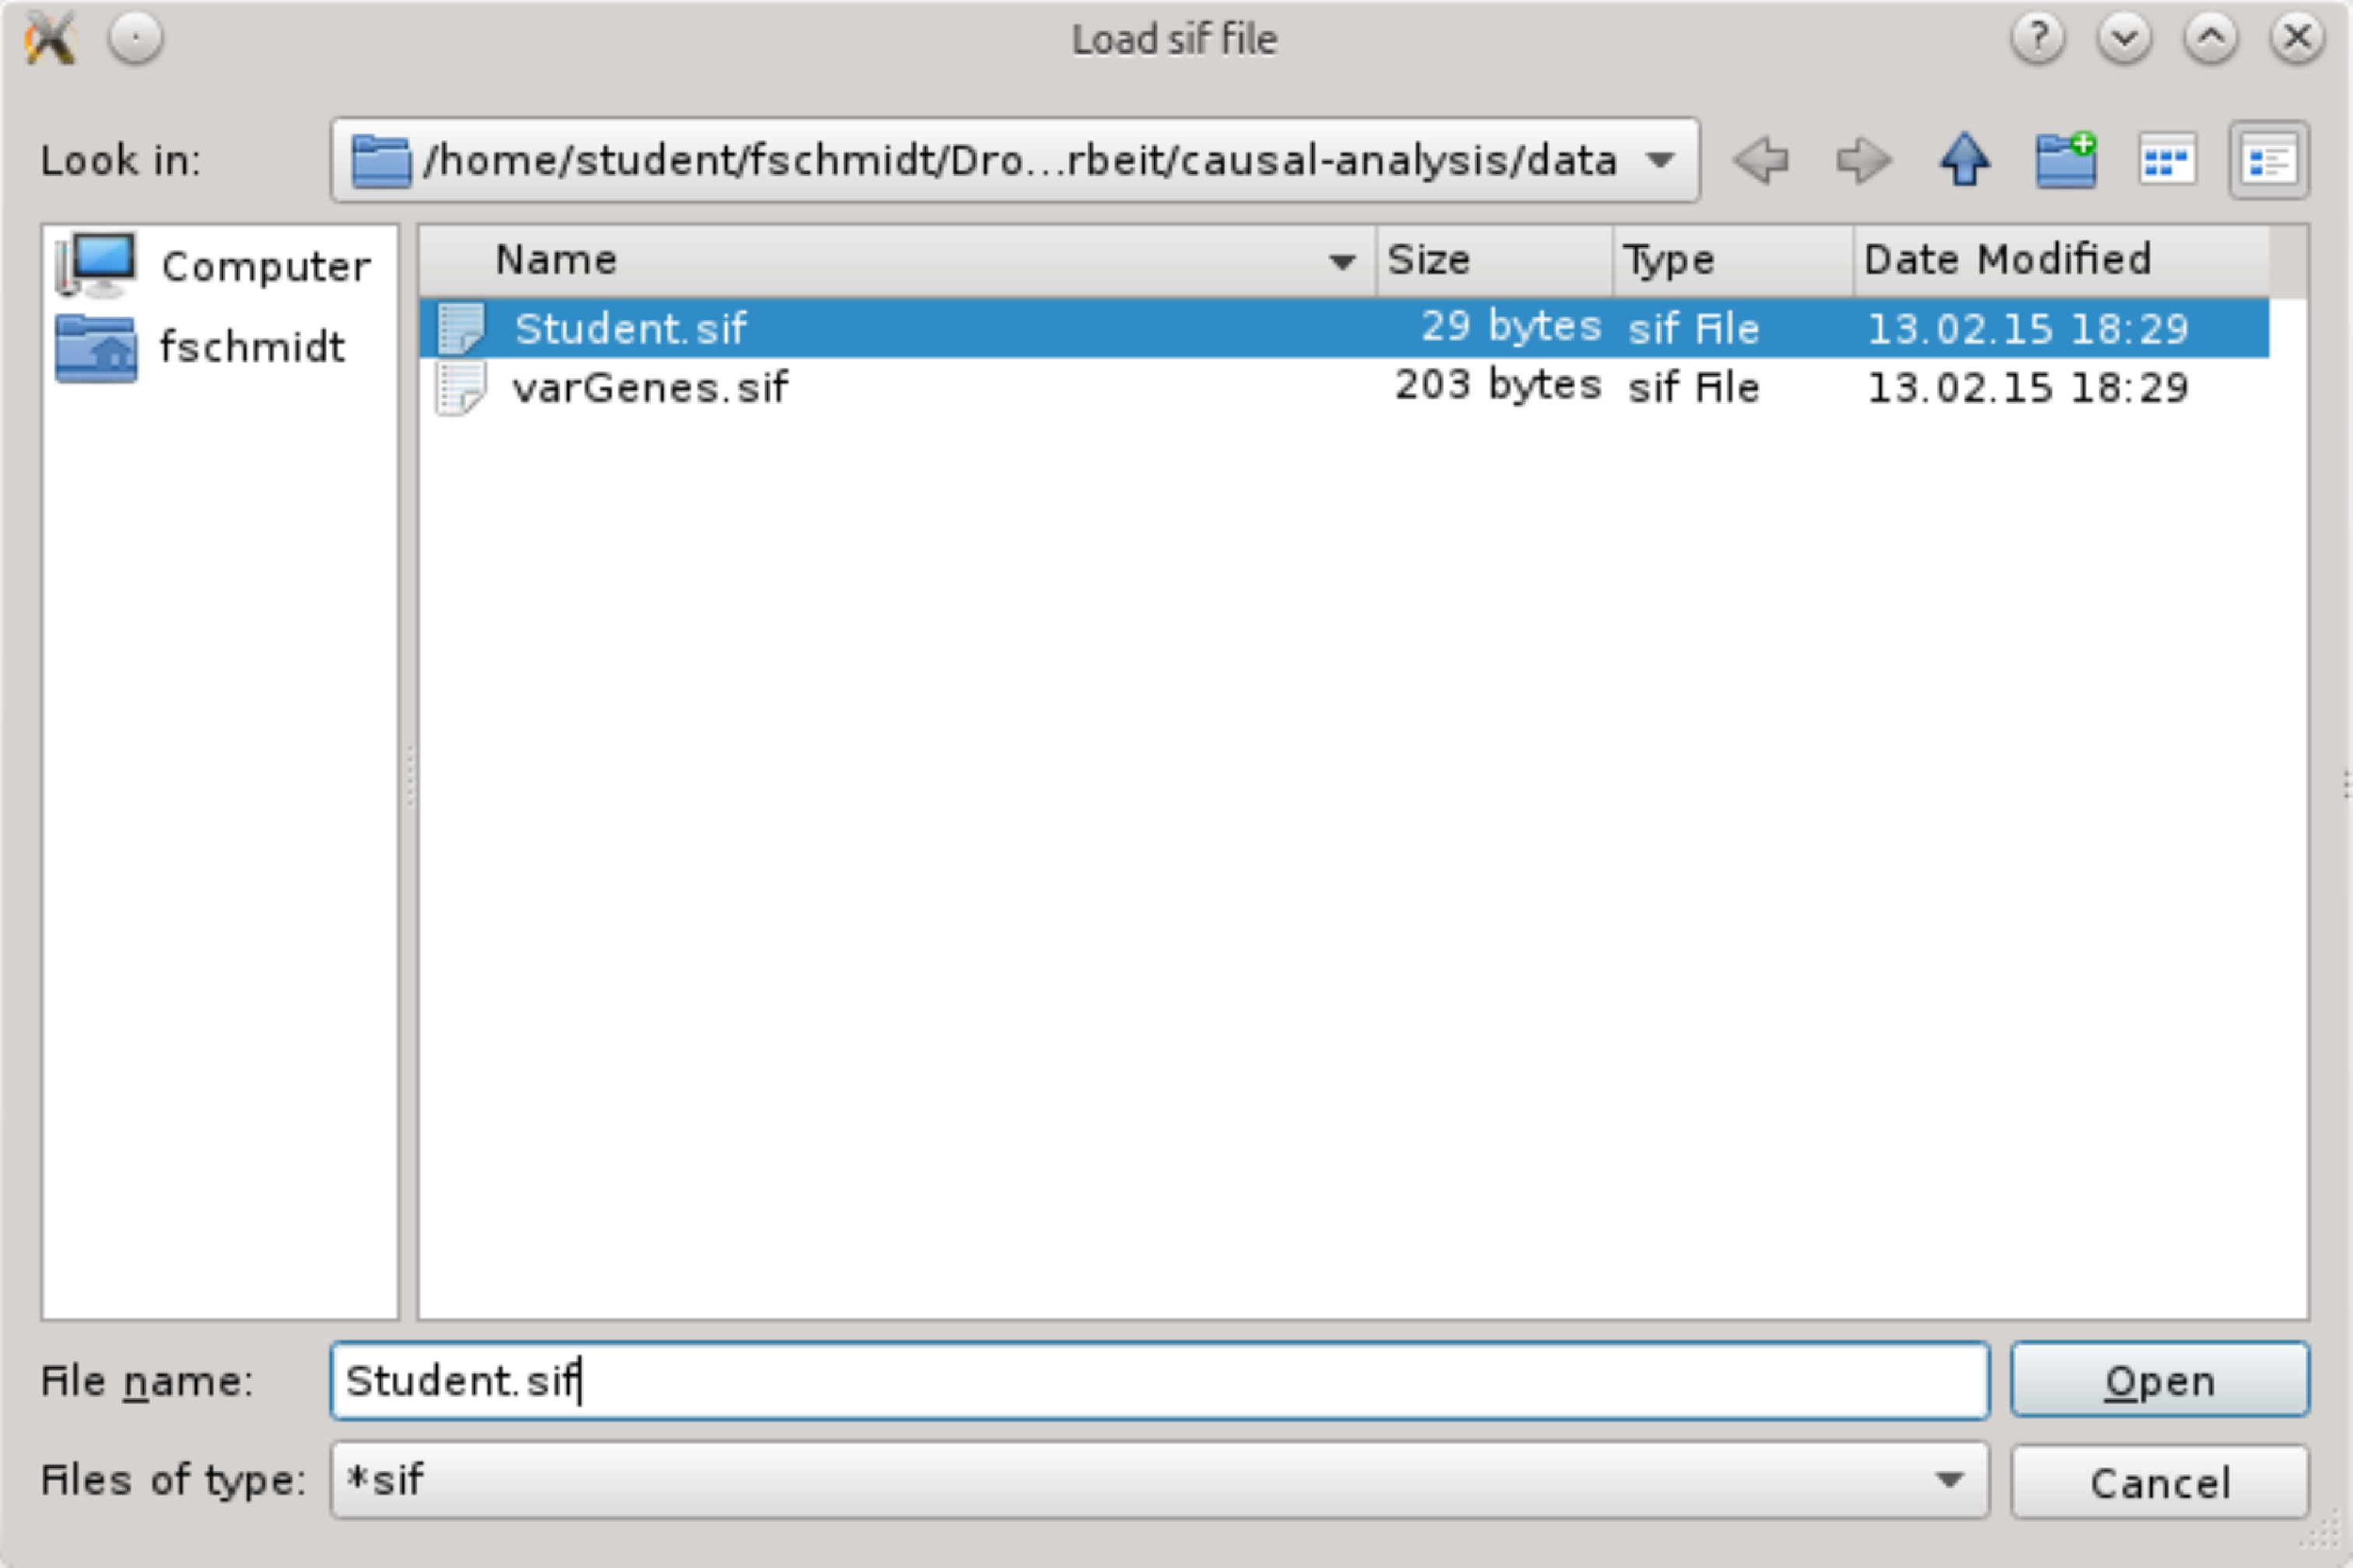 Load sif file
Look in: /home/student/fschmidt/Dro...rbeit/causal-analysis/data
Computer
fschmidt
Name Size Type Date Modified
Student.sif 29 bytes sif File 13.02.15 18:29
varGenes.sif 203 bytes sif File 13.02.15 18:29
File name: Student.sif Open
Files of type: *sif Cancel